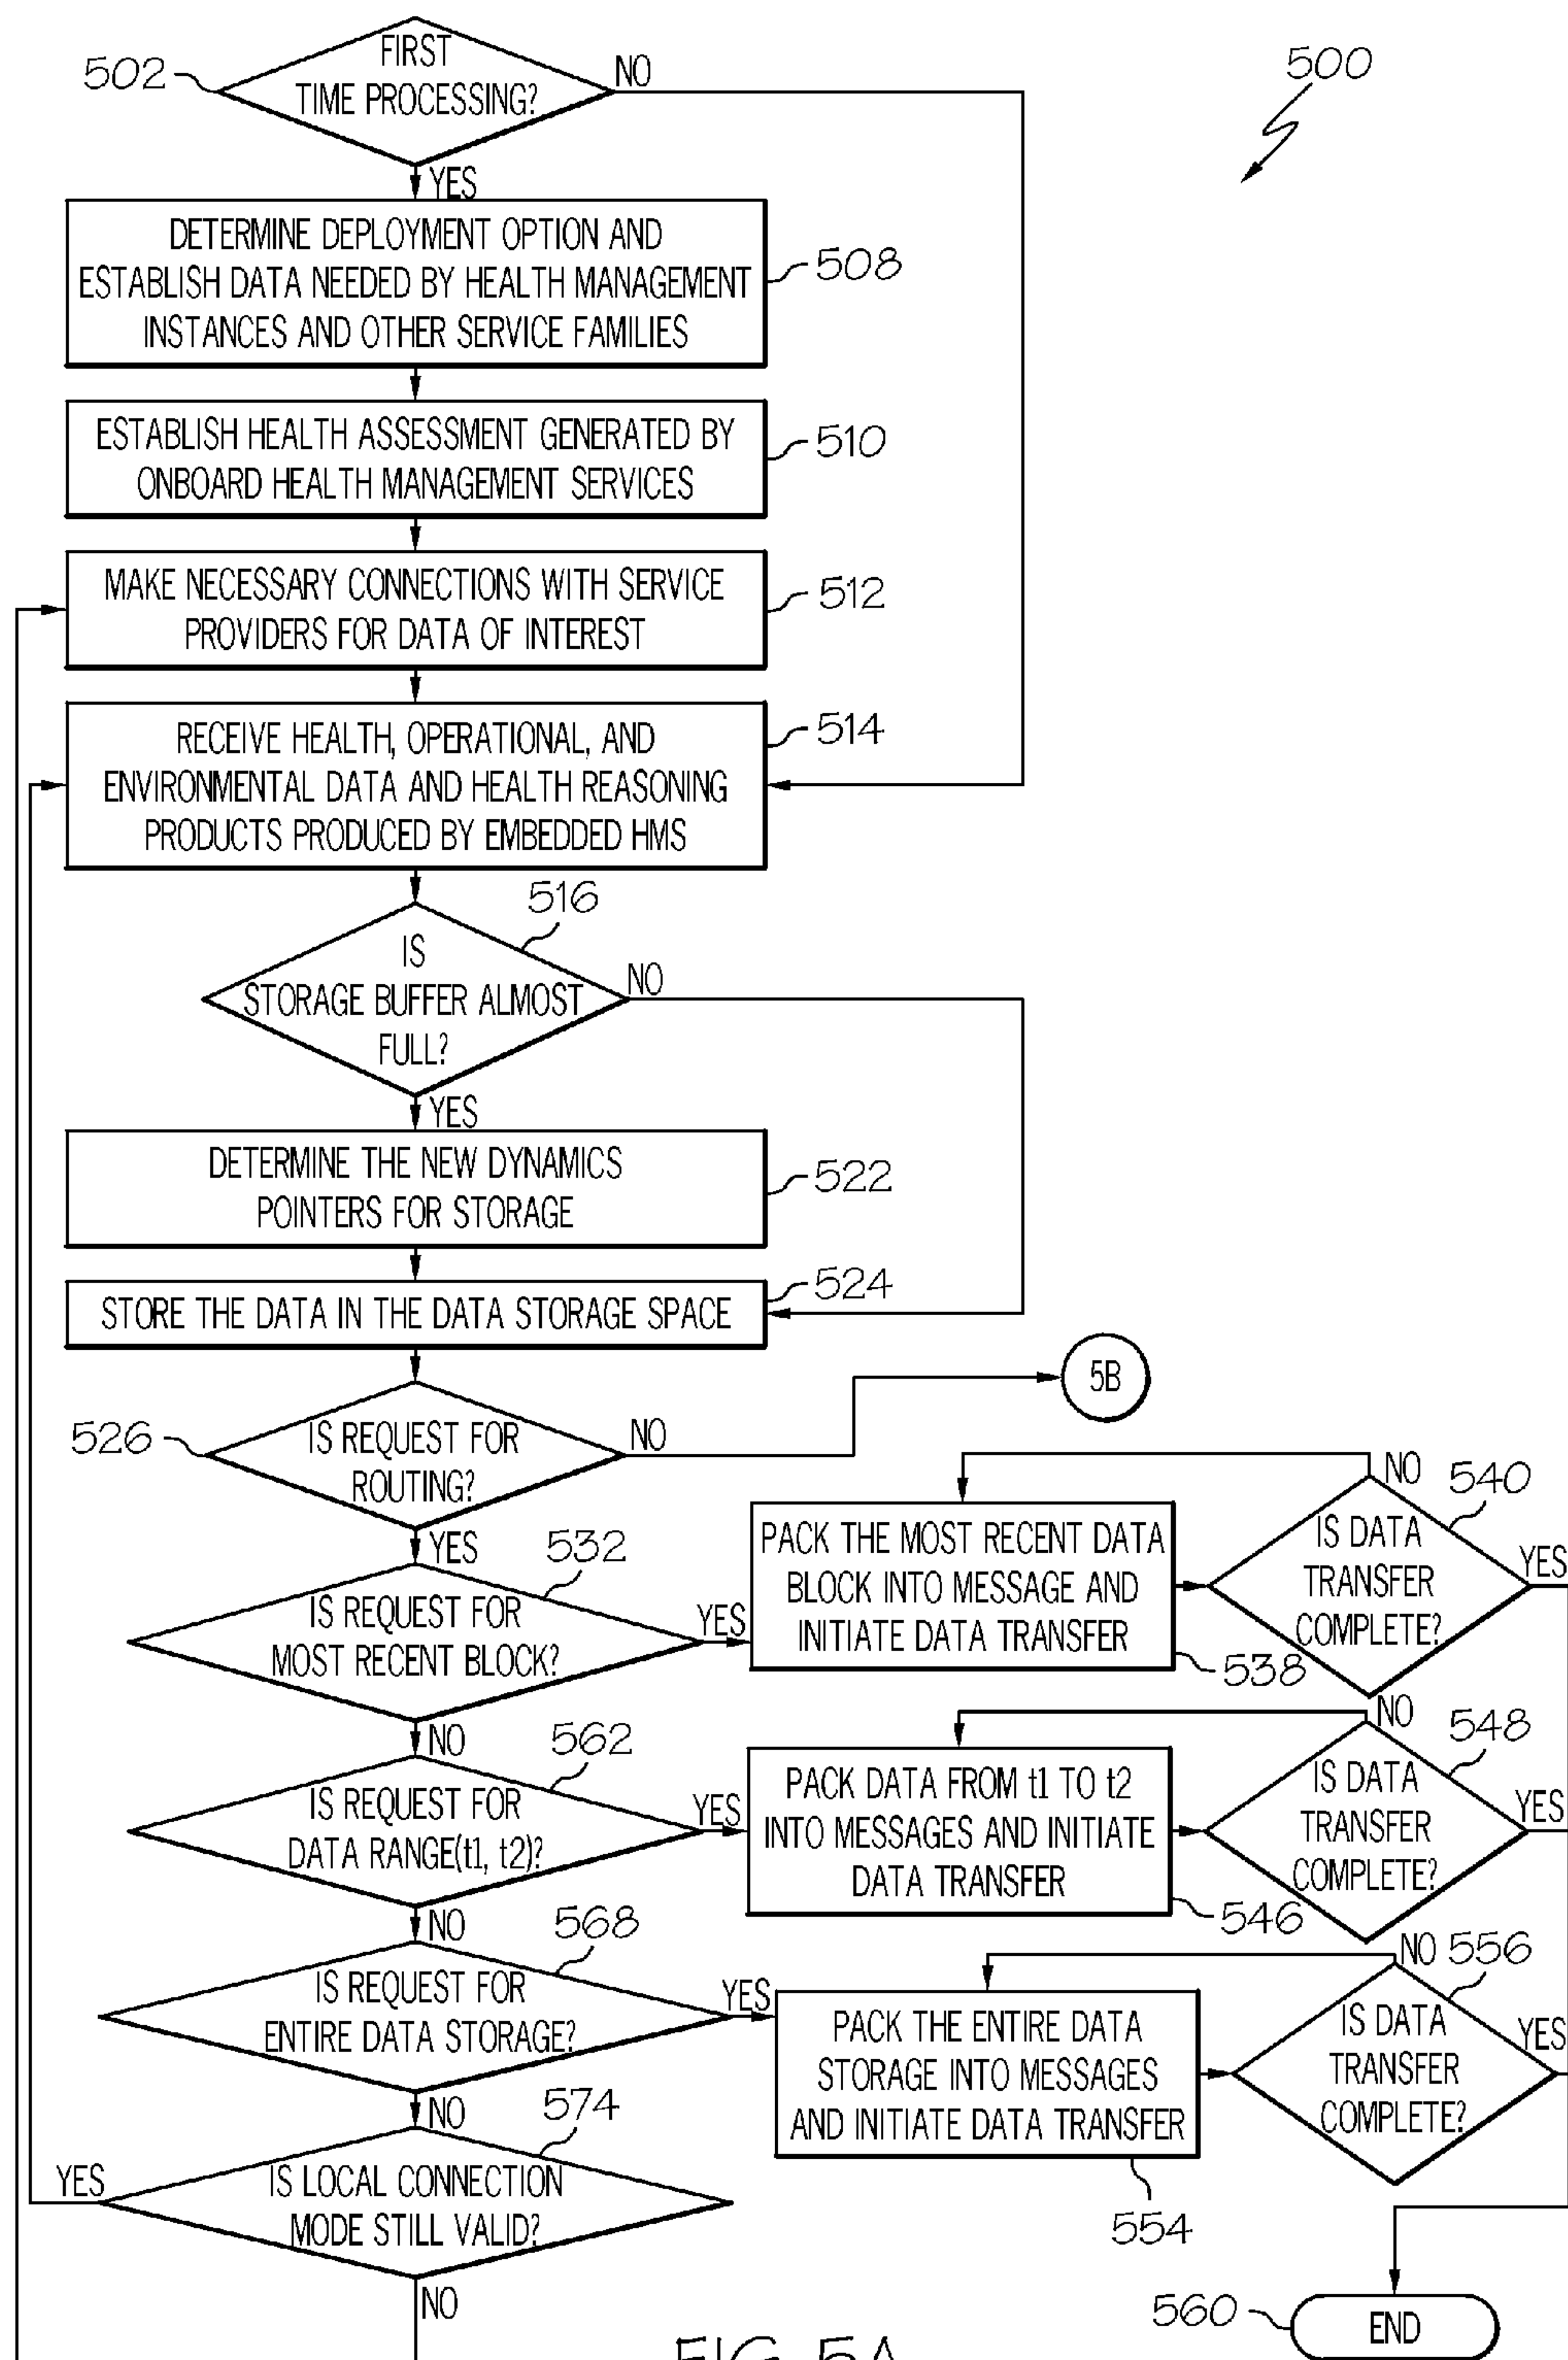 500
502
FIRST
TIME PROCESSING?
NO
YES
DETERMINE DEPLOYMENT OPTION AND
ESTABLISH DATA NEEDED BY HEALTH MANAGEMENT
INSTANCES AND OTHER SERVICE FAMILIES
508
ESTABLISH HEALTH ASSESSMENT GENERATED BY
ONBOARD HEALTH MANAGEMENT SERVICES
510
MAKE NECESSARY CONNECTIONS WITH SERVICE
PROVIDERS FOR DATA OF INTEREST
512
RECEIVE HEALTH, OPERATIONAL, AND
ENVIRONMENTAL DATA AND HEALTH REASONING
PRODUCTS PRODUCED BY EMBEDDED HMS
514
516
IS
STORAGE BUFFER ALMOST
FULL?
NO
YES
DETERMINE THE NEW DYNAMICS
POINTERS FOR STORAGE
522
STORE THE DATA IN THE DATA STORAGE SPACE
524
526
IS REQUEST FOR
ROUTING?
NO
5B
YES
532
IS REQUEST FOR
MOST RECENT BLOCK?
YES
PACK THE MOST RECENT DATA
BLOCK INTO MESSAGE AND
INITIATE DATA TRANSFER
538
NO
540
IS DATA
TRANSFER
COMPLETE?
YES
NO
562
IS REQUEST FOR
DATA RANGE(t1, t2)?
YES
PACK DATA FROM t1 TO t2
INTO MESSAGES AND INITIATE
DATA TRANSFER
546
NO
548
IS DATA
TRANSFER
COMPLETE?
YES
NO
568
IS REQUEST FOR
ENTIRE DATA STORAGE?
YES
PACK THE ENTIRE DATA
STORAGE INTO MESSAGES
AND INITIATE DATA TRANSFER
554
NO
556
IS DATA
TRANSFER
COMPLETE?
YES
NO
574
IS LOCAL CONNECTION
MODE STILL VALID?
YES
NO
560
END
FIG. 5A